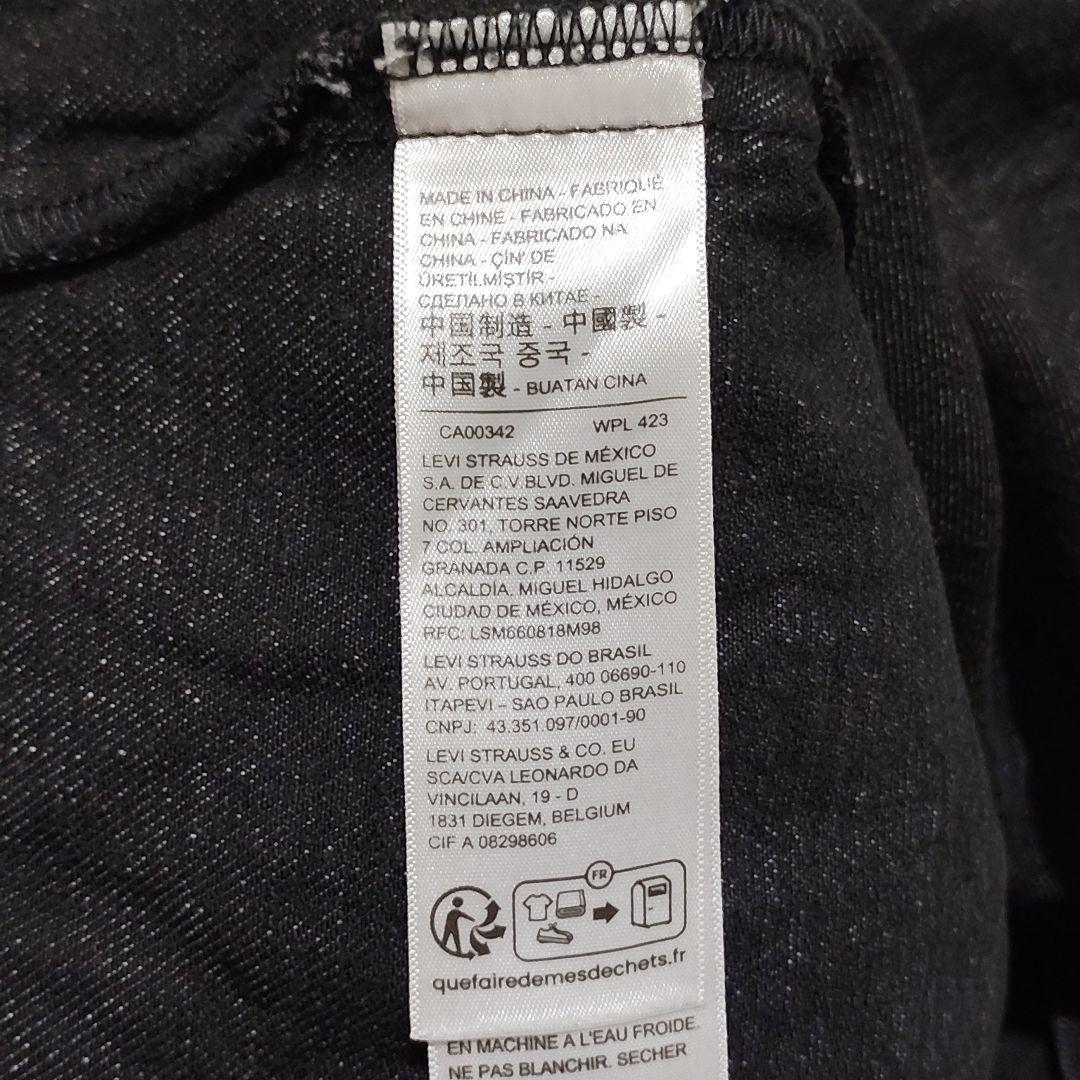 MADE IN CHINA - FABRIQUÉ
EN CHINE - FABRICADO EN
CHINA - FABRICADO NA
CHINA - ÇİN' DE
ÜRETİLMİŞTİR -
СДЕЛАНО В КИТАЕ -
中国制造 - 中國製 -
제조국 중국 -
中国製 - BUATAN CINA
CA00342 WPL 423
LEVI STRAUSS DE MÉXICO
S.A. DE C.V BLVD. MIGUEL DE
CERVANTES SAAVEDRA
NO. 301, TORRE NORTE PISO
7 COL. AMPLIACIÓN
GRANADA C.P. 11529
ALCALDÍA. MIGUEL HIDALGO
CIUDAD DE MÉXICO, MÉXICO
RFC: LSM660818M98
LEVI STRAUSS DO BRASIL
AV. PORTUGAL, 400 06690-110
ITAPEVI – SAO PAULO BRASIL
CNPJ: 43.351.097/0001-90
LEVI STRAUSS & CO. EU
SCA/CVA LEONARDO DA
VINCILAAN, 19 - D
1831 DIEGEM, BELGIUM
CIF A 08298606
FR
quefairedemesdechets.fr
EN MACHINE A L'EAU FROIDE.
NE PAS BLANCHIR. SECHER